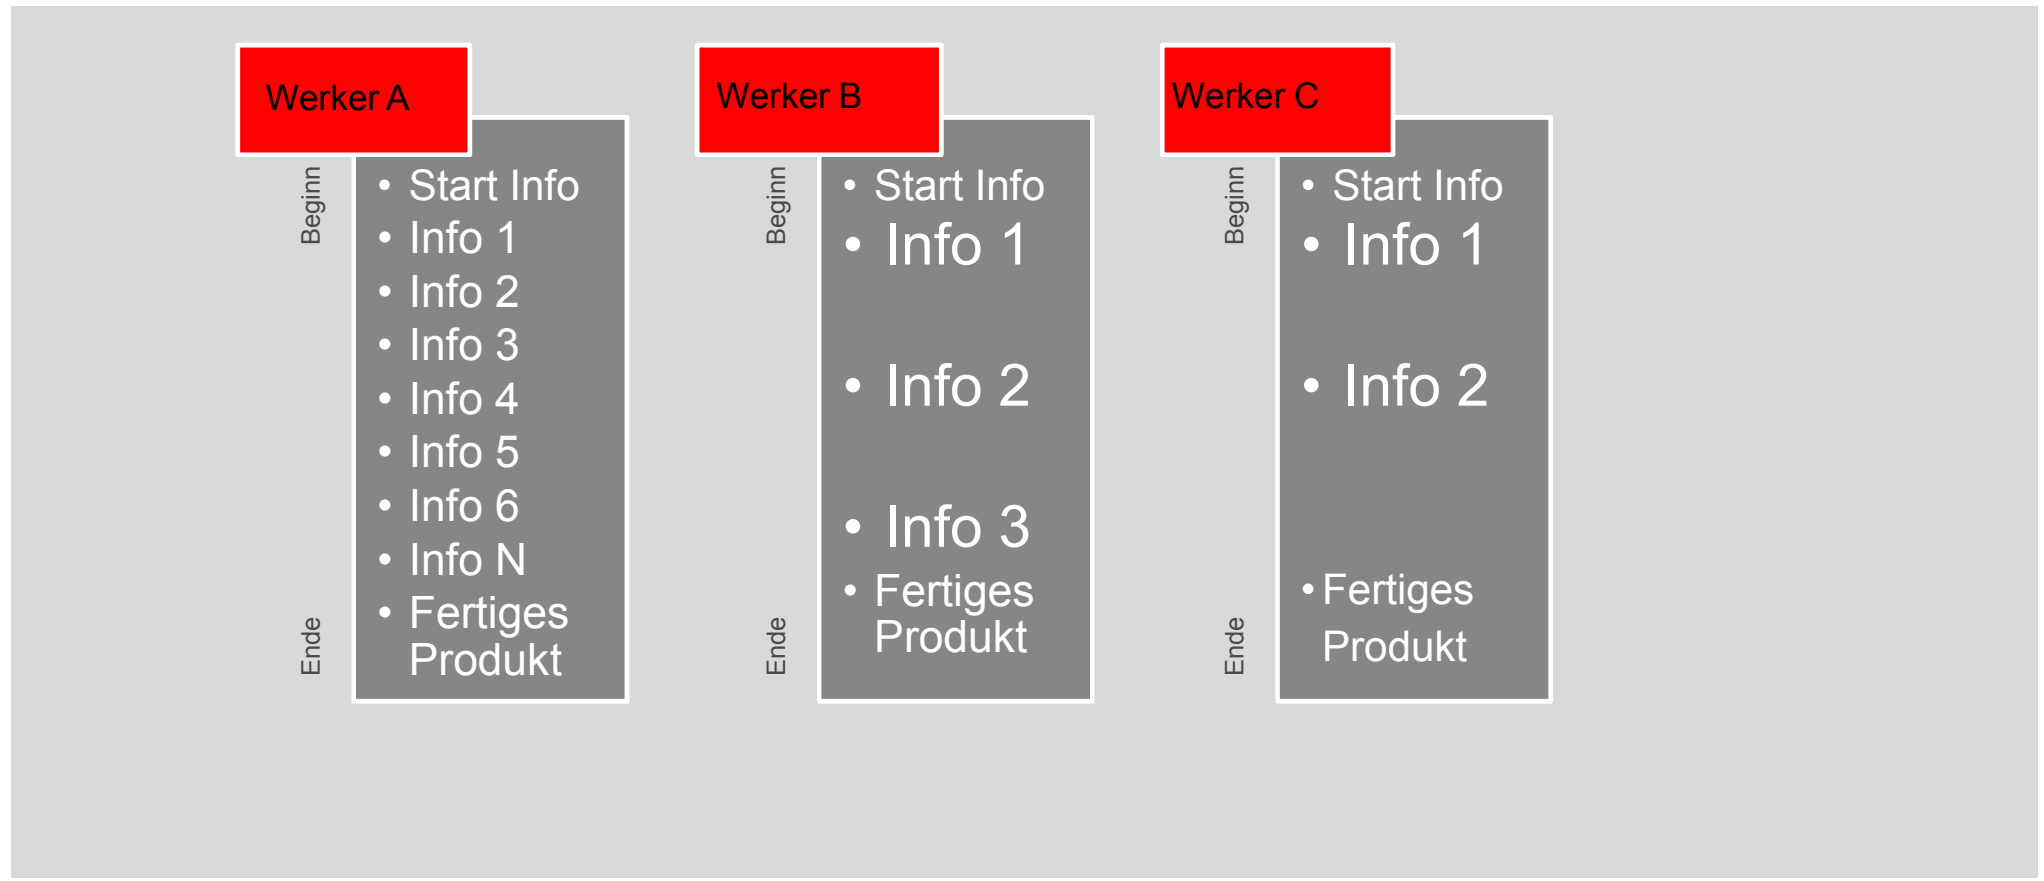 Werker A
Beginn
• Start Info
• Info 1
• Info 2
• Info 3
• Info 4
• Info 5
• Info 6
• Info N
• Fertiges
Produkt
Ende
Werker B
Beginn
• Start Info
• Info 1
• Info 2
• Info 3
• Fertiges
Produkt
Ende
Werker C
Beginn
• Start Info
• Info 1
• Info 2
• Fertiges
Produkt
Ende